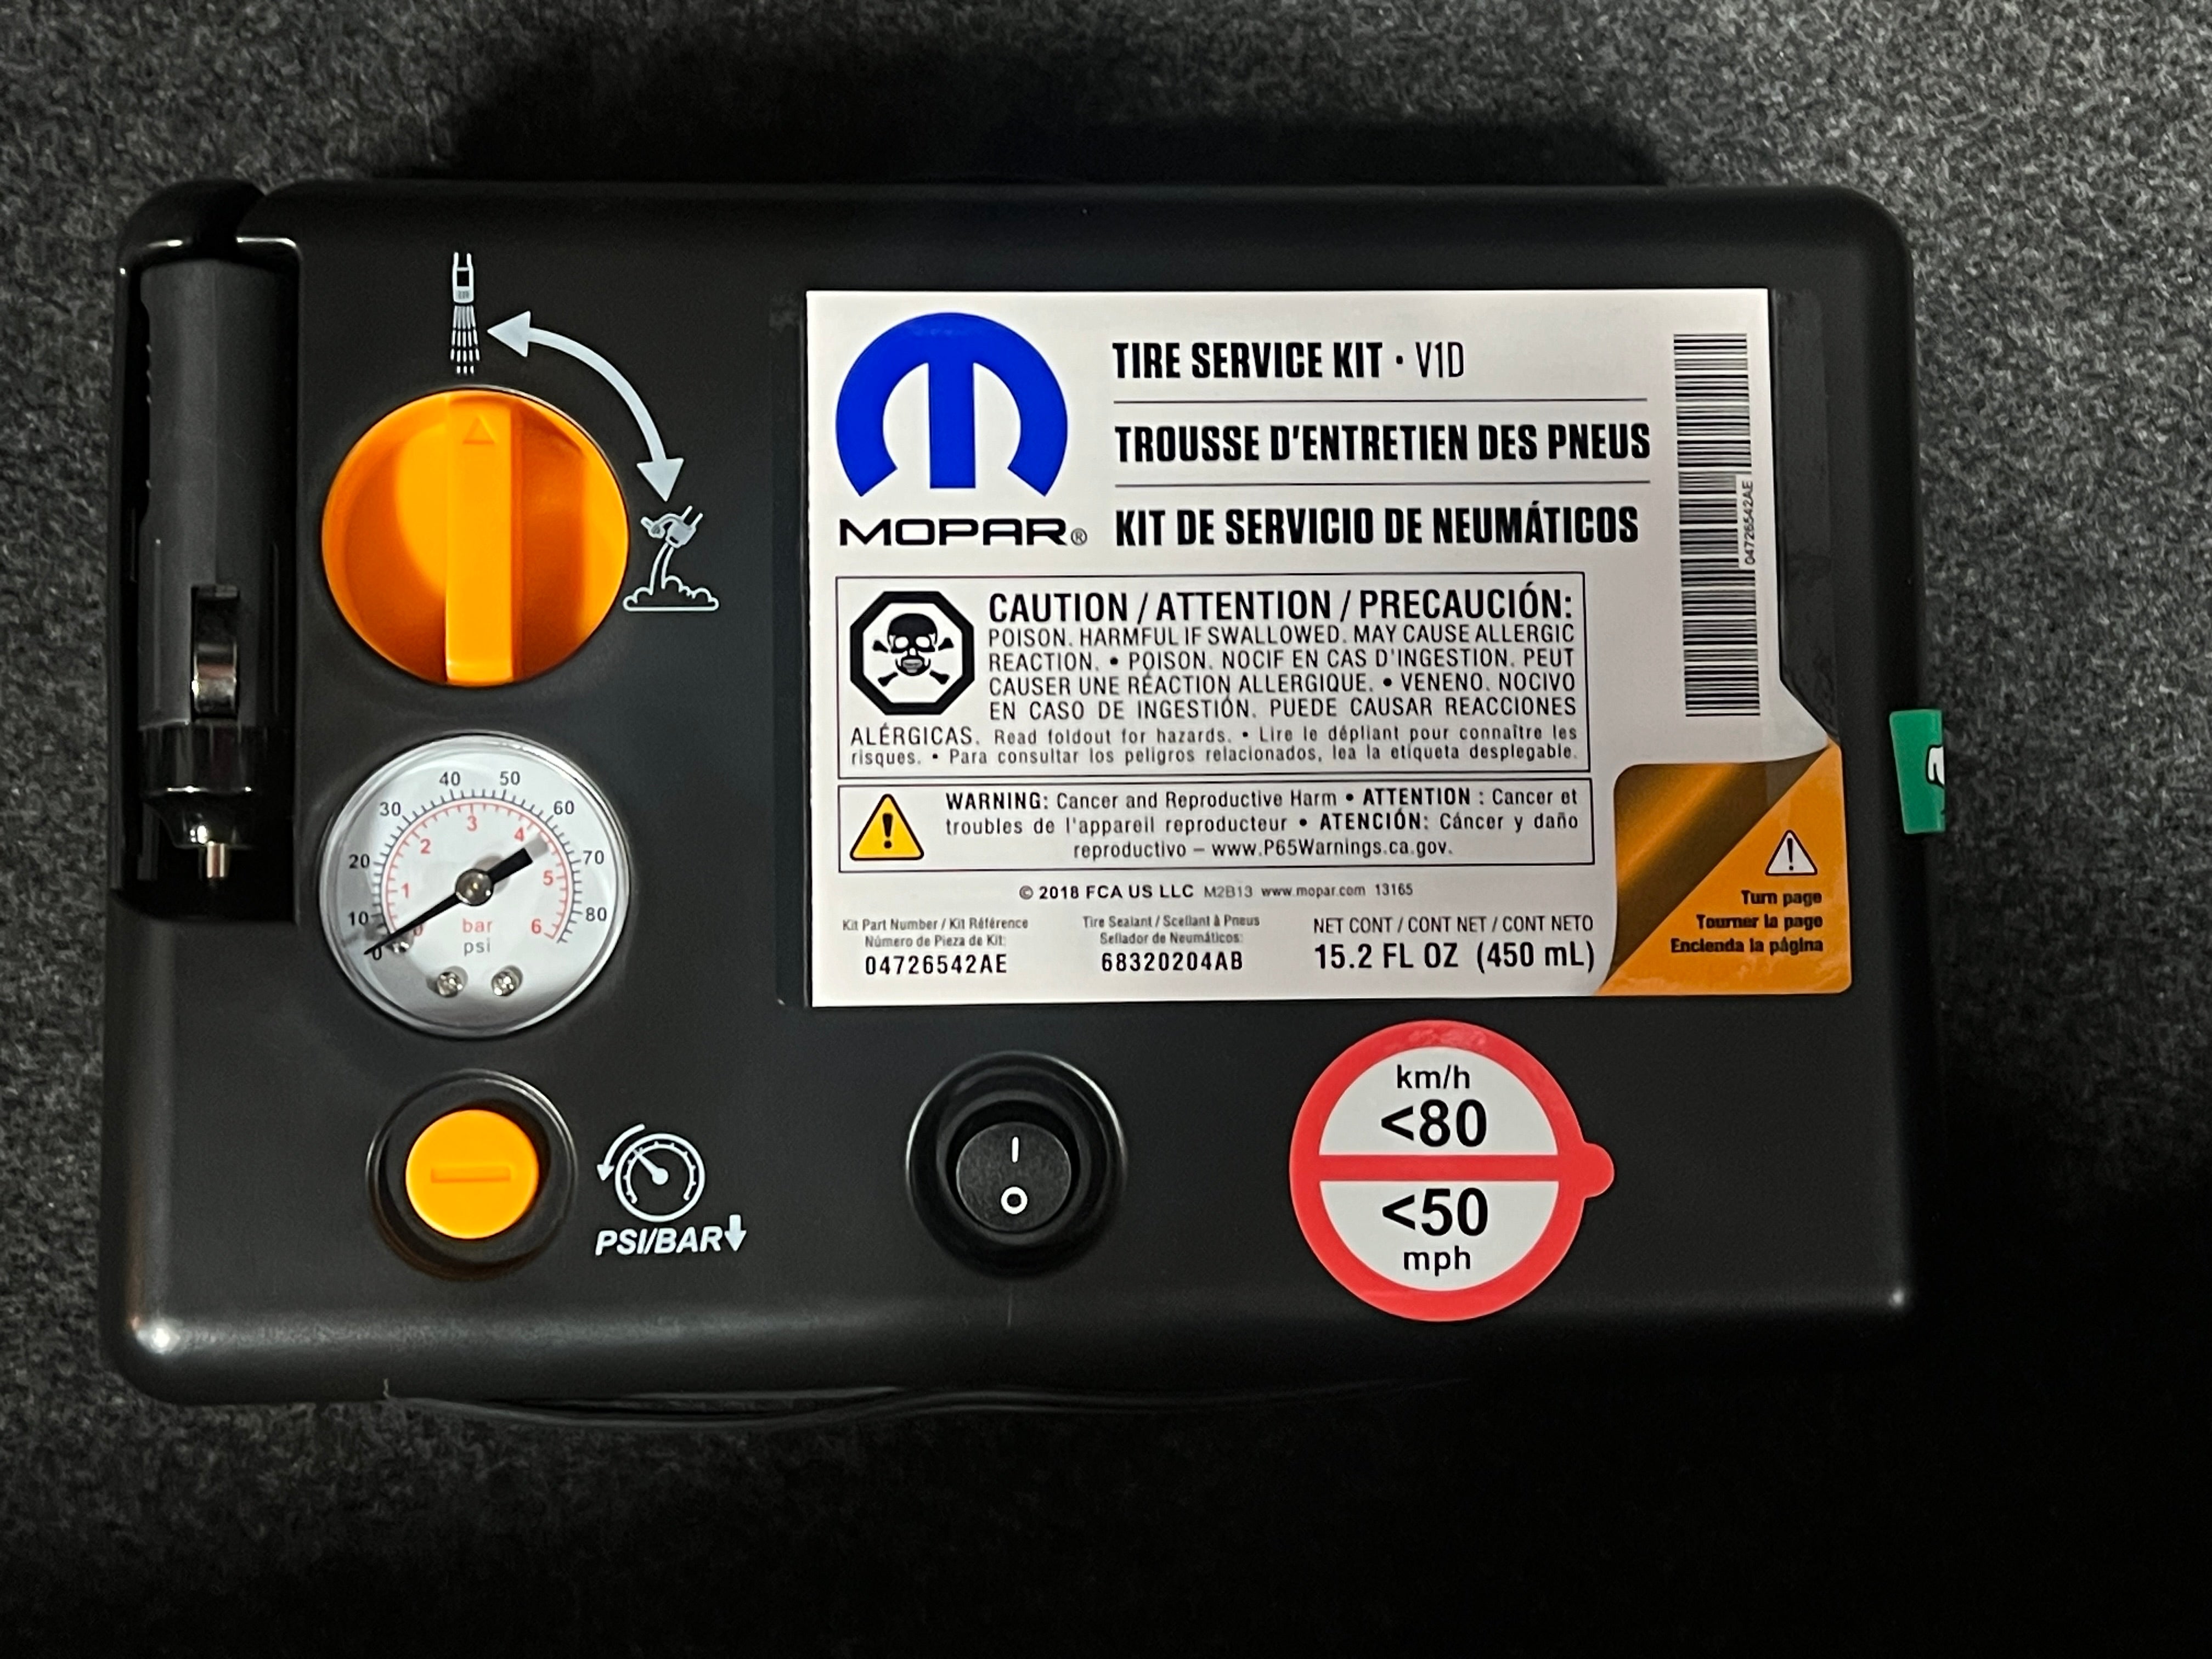 TIRE SERVICE KIT · V1D
TROUSSE D'ENTRETIEN DES PNEUS
KIT DE SERVICIO DE NEUMÁTICOS
MOPAR®
04726542AE
CAUTION / ATTENTION / PRECAUCIÓN:
POISON. HARMFUL IF SWALLOWED. MAY CAUSE ALLERGIC
REACTION. • POISON. NOCIF EN CAS D'INGESTION. PEUT
CAUSER UNE RÉACTION ALLERGIQUE. • VENENO. NOCIVO
EN CASO DE INGESTIÓN. PUEDE CAUSAR REACCIONES
ALÉRGICAS. Read foldout for hazards. • Lire le dépliant pour connaître les
risques. • Para consultar los peligros relacionados, lea la etiqueta desplegable.
WARNING: Cancer and Reproductive Harm • ATTENTION : Cancer et
troubles de l'appareil reproducteur • ATENCIÓN: Cáncer y daño
reproductivo – www.P65Warnings.ca.gov.
© 2018 FCA US LLC M2B13 www.mopar.com 13165
Kit Part Number / Kit Référence
Número de Pieza de Kit:
04726542AE
Tire Sealant / Scellant à Pneus
Sellador de Neumáticos:
68320204AB
NET CONT / CONT NET / CONT NETO
15.2 FL OZ (450 mL)
Turn page
Tourner la page
Encienda la página
0 10 20 30 40 50 60 70 80
0 1 2 3 4 5 6
bar
psi
PSI/BAR
I
O
km/h
<80
<50
mph